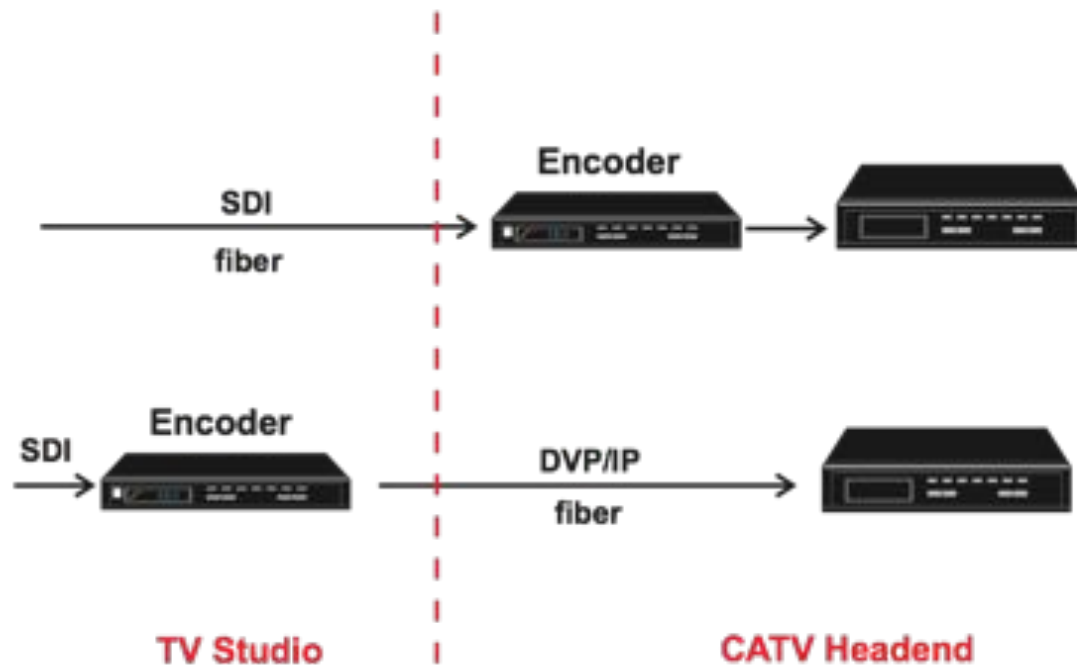 Encoder
SDI
fiber
Encoder
SDI
DVP/IP
fiber
TV Studio
CATV Headend